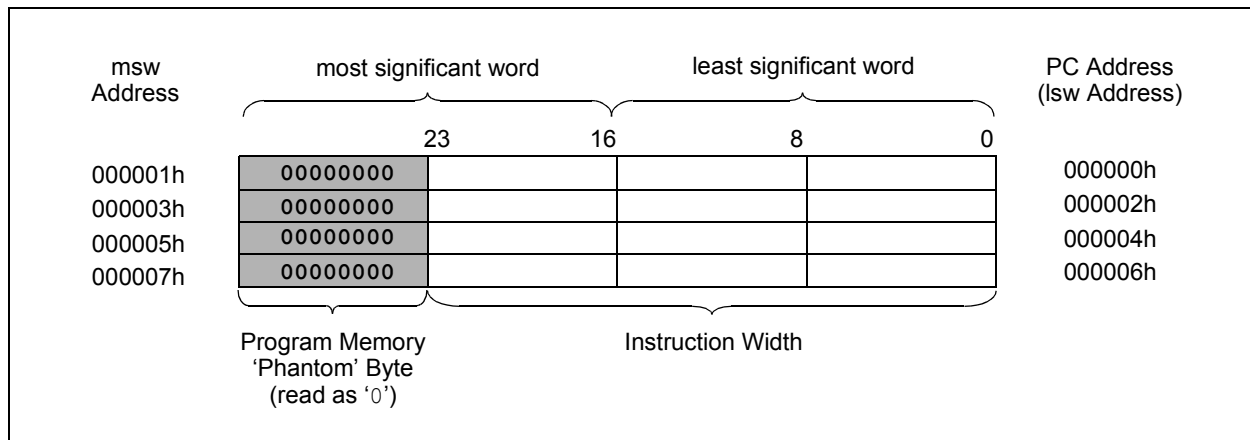 msw
Address
most significant word
least significant word
PC Address
(lsw Address)
23 16 8 0
000001h 00000000 000000h
000003h 00000000 000002h
000005h 00000000 000004h
000007h 00000000 000006h
Program Memory
‘Phantom’ Byte
(read as ‘0’)
Instruction Width